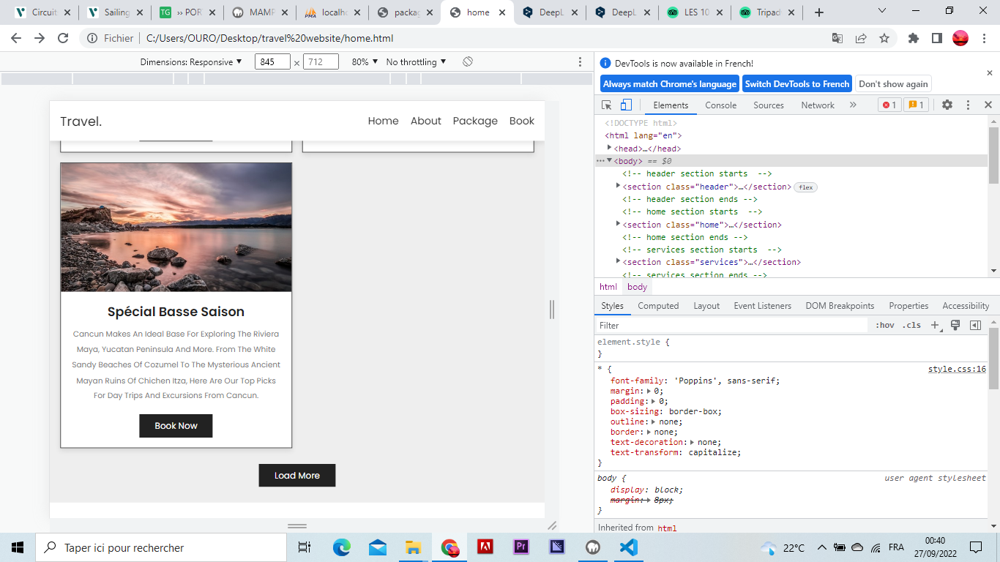 Circuit
Sailing
TG
›› POR
MAMP
PMA
localho
packag
home
DeepL
DeepL
LES 10
Tripad
Fichier
C:/Users/OURO/Desktop/travel%20website/home.html
Dimensions: Responsive
845
×
712
80%
No throttling
DevTools is now available in French!
Always match Chrome's language
Switch DevTools to French
Don't show again
Elements
Console
Sources
Network
»
1
1
Travel.
Home
About
Package
Book
Spécial Basse Saison
Cancun Makes An Ideal Base For Exploring The Riviera
Maya, Yucatan Peninsula And More. From The White
Sandy Beaches Of Cozumel To The Mysterious Ancient
Mayan Ruins Of Chichen Itza, Here Are Our Top Picks
For Day Trips And Excursions From Cancun.
Book Now
Load More
<!DOCTYPE html>
<html lang="en">
<head>…</head>
<body> == $0
<!-- header section starts  -->
<section class="header">…</section> flex
<!-- header section ends -->
<!-- home section starts  -->
<section class="home">…</section>
<!-- home section ends -->
<!-- services section starts  -->
<section class="services">…</section>
<!-- services section ends -->
html
body
Styles
Computed
Layout
Event Listeners
DOM Breakpoints
Properties
Accessibility
Filter
:hov
.cls
element.style {
}
* {
style.css:16
font-family: 'Poppins', sans-serif;
margin: 0;
padding: 0;
box-sizing: border-box;
outline: none;
border: none;
text-decoration: none;
text-transform: capitalize;
}
body {
user agent stylesheet
display: block;
margin: 8px;
}
Inherited from html
Taper ici pour rechercher
Pr
22°C
FRA
00:40
27/09/2022